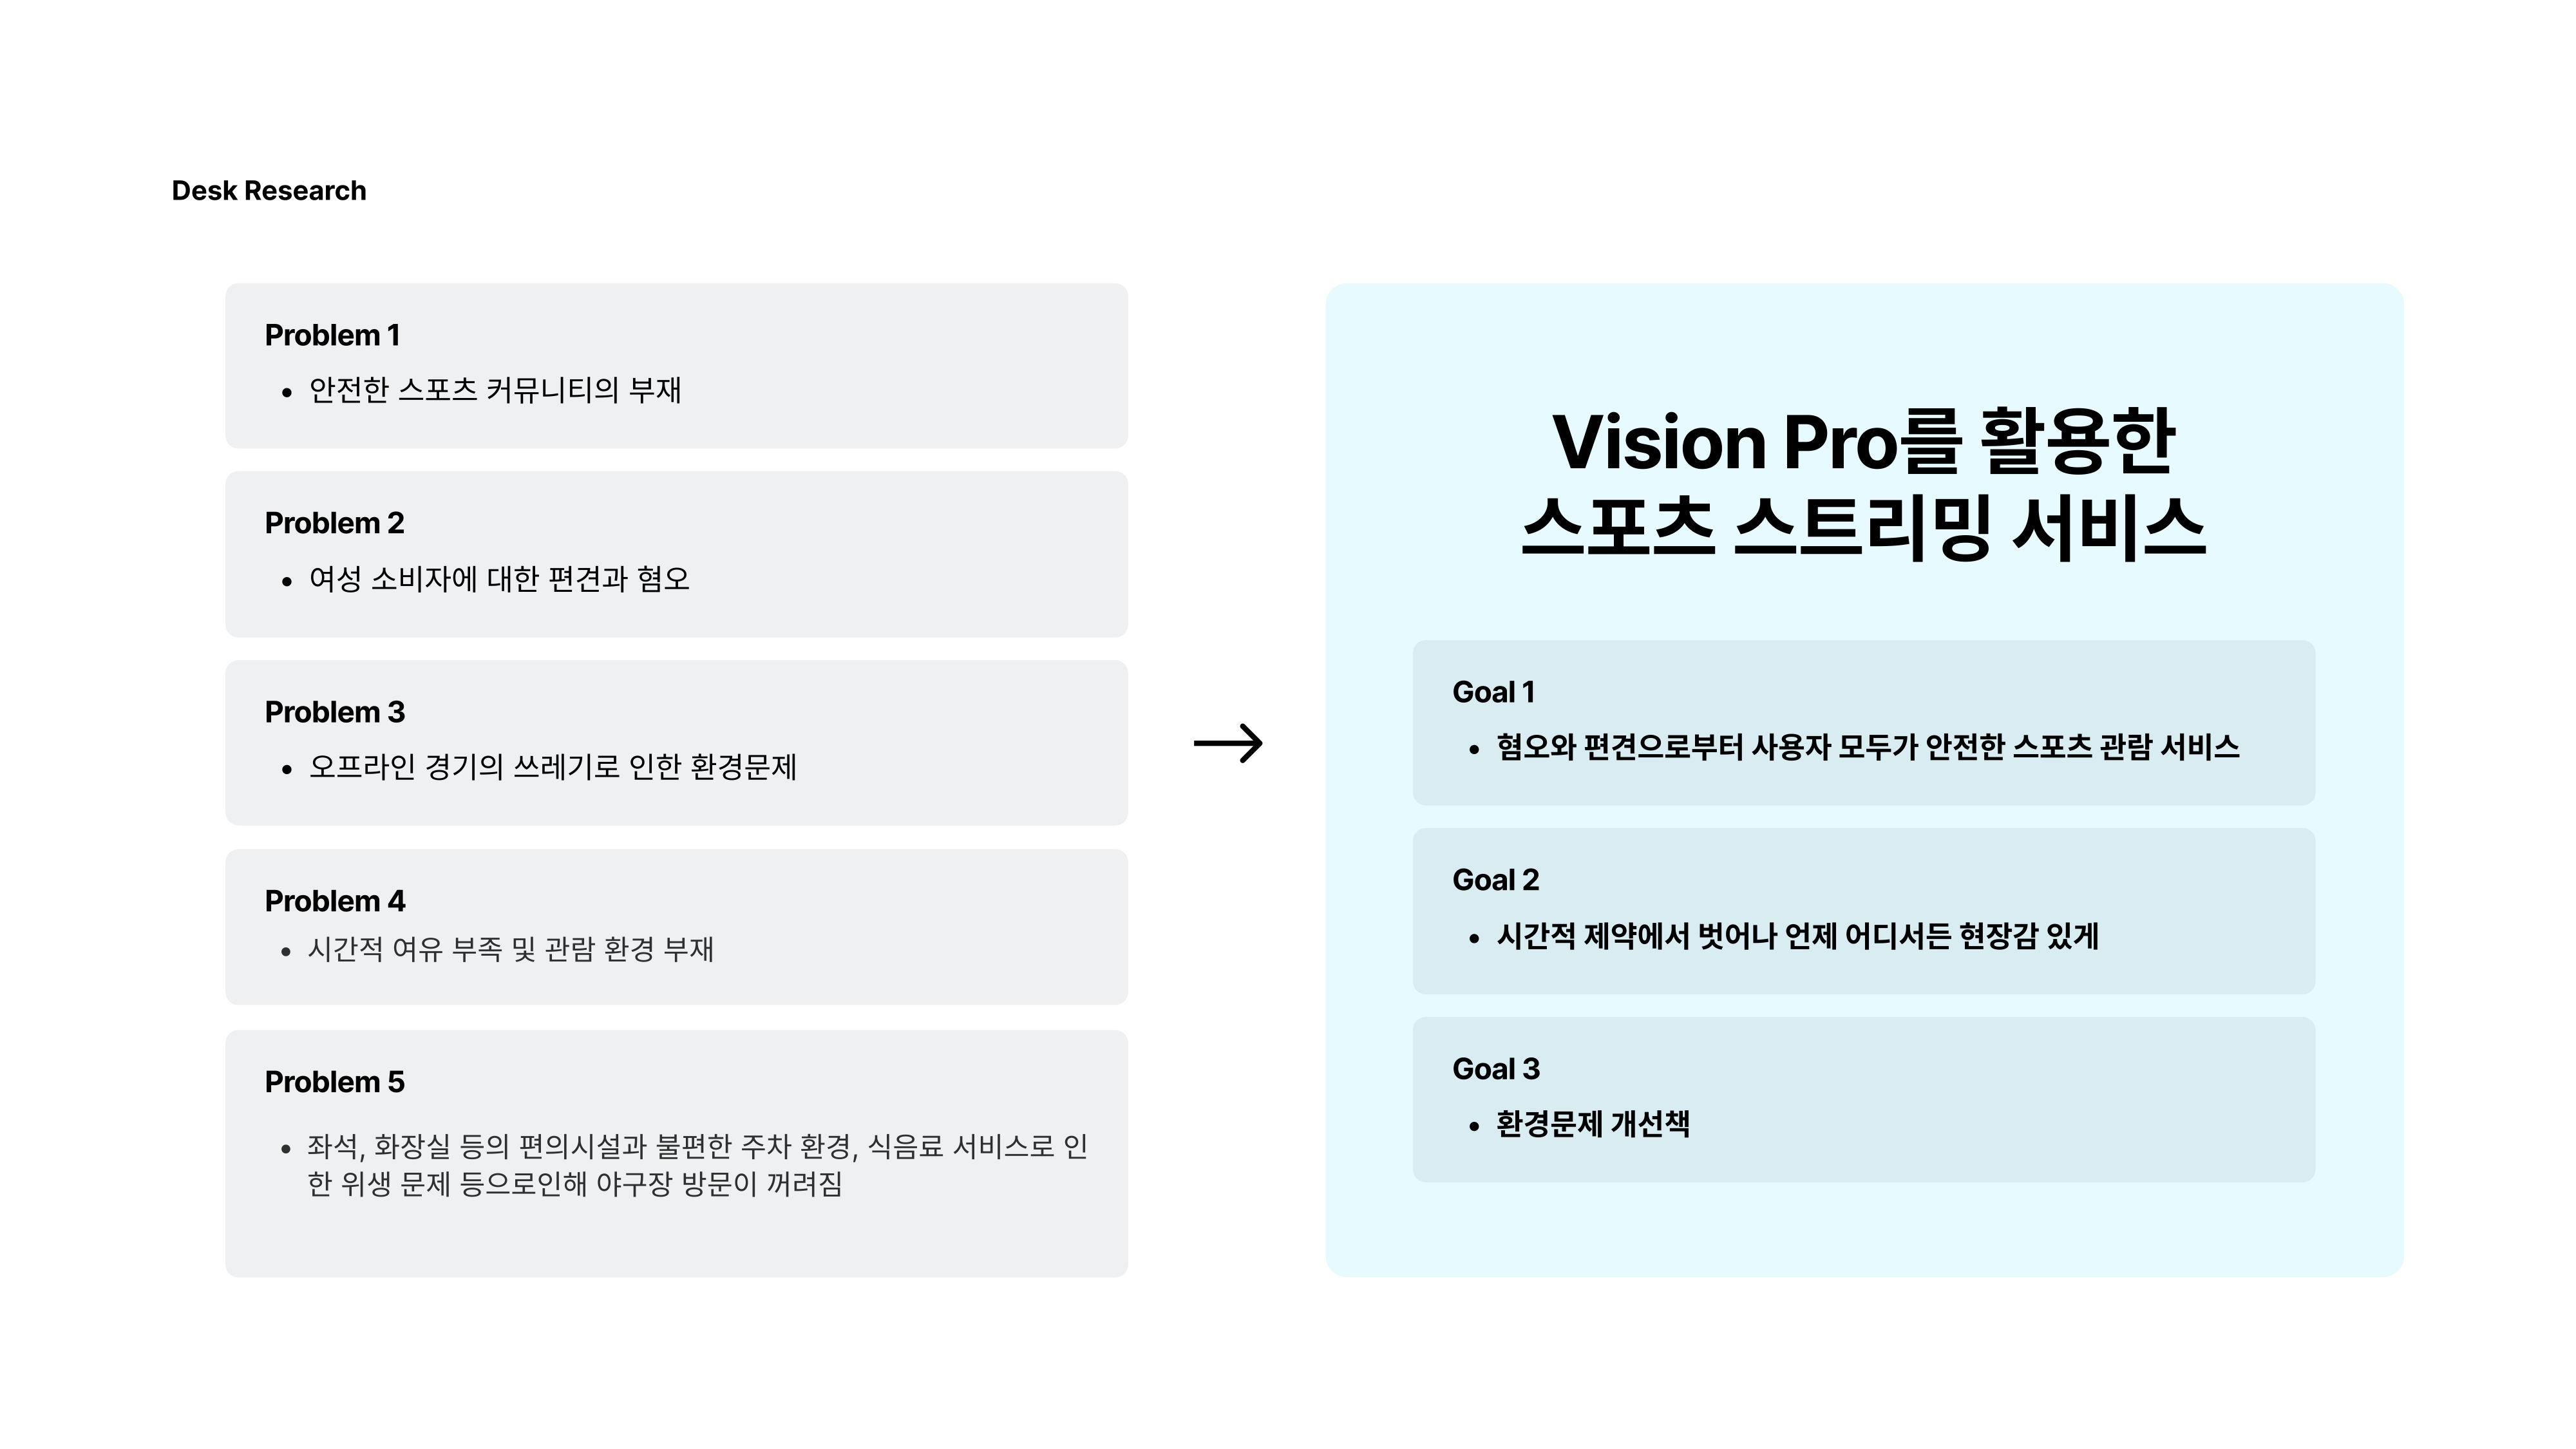 Desk Research
Problem 1
• 안전한 스포츠 커뮤니티의 부재
Problem 2
• 여성 소비자에 대한 편견과 혐오
Problem 3
• 오프라인 경기의 쓰레기로 인한 환경문제
Problem 4
• 시간적 여유 부족 및 관람 환경 부재
Problem 5
• 좌석, 화장실 등의 편의시설과 불편한 주차 환경, 식음료 서비스로 인
한 위생 문제 등으로인해 야구장 방문이 꺼려짐
Vision Pro를 활용한
스포츠 스트리밍 서비스
Goal 1
• 혐오와 편견으로부터 사용자 모두가 안전한 스포츠 관람 서비스
Goal 2
• 시간적 제약에서 벗어나 언제 어디서든 현장감 있게
Goal 3
• 환경문제 개선책